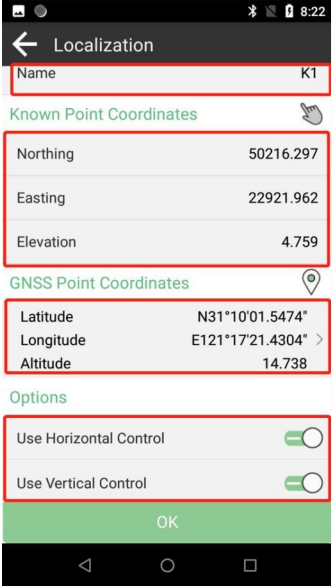 8:22
Localization
Name K1
Known Point Coordinates
Northing 50216.297
Easting 22921.962
Elevation 4.759
GNSS Point Coordinates
Latitude N31°10'01.5474"
Longitude E121°17'21.4304" >
Altitude 14.738
Options
Use Horizontal Control
Use Vertical Control
OK